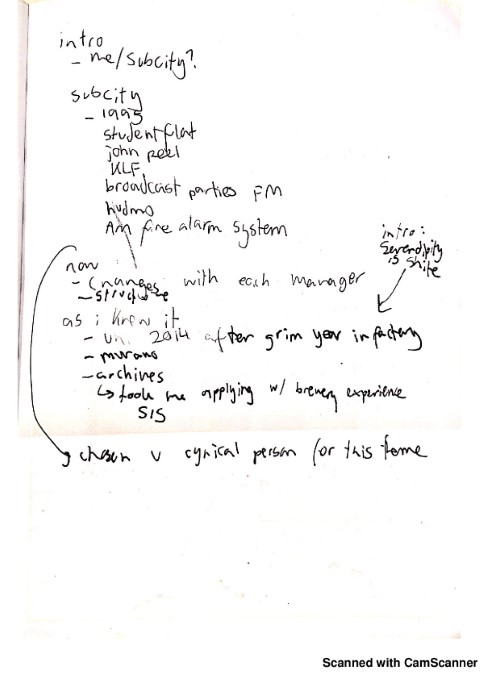 intro
- me/subcity?
subcity
- 1995
student flat
john peel
KLF
broadcast parties FM
hudmo
AM fire alarm system
intro:
Serendipity
is shite
now
- changes with each manager
- structure
as i knew it
- uni 2014 after grim year in factory
- murano
- archives
↳ took me applying w/ brewery experience
SIS
chosen v cynical person for this theme
Scanned with CamScanner